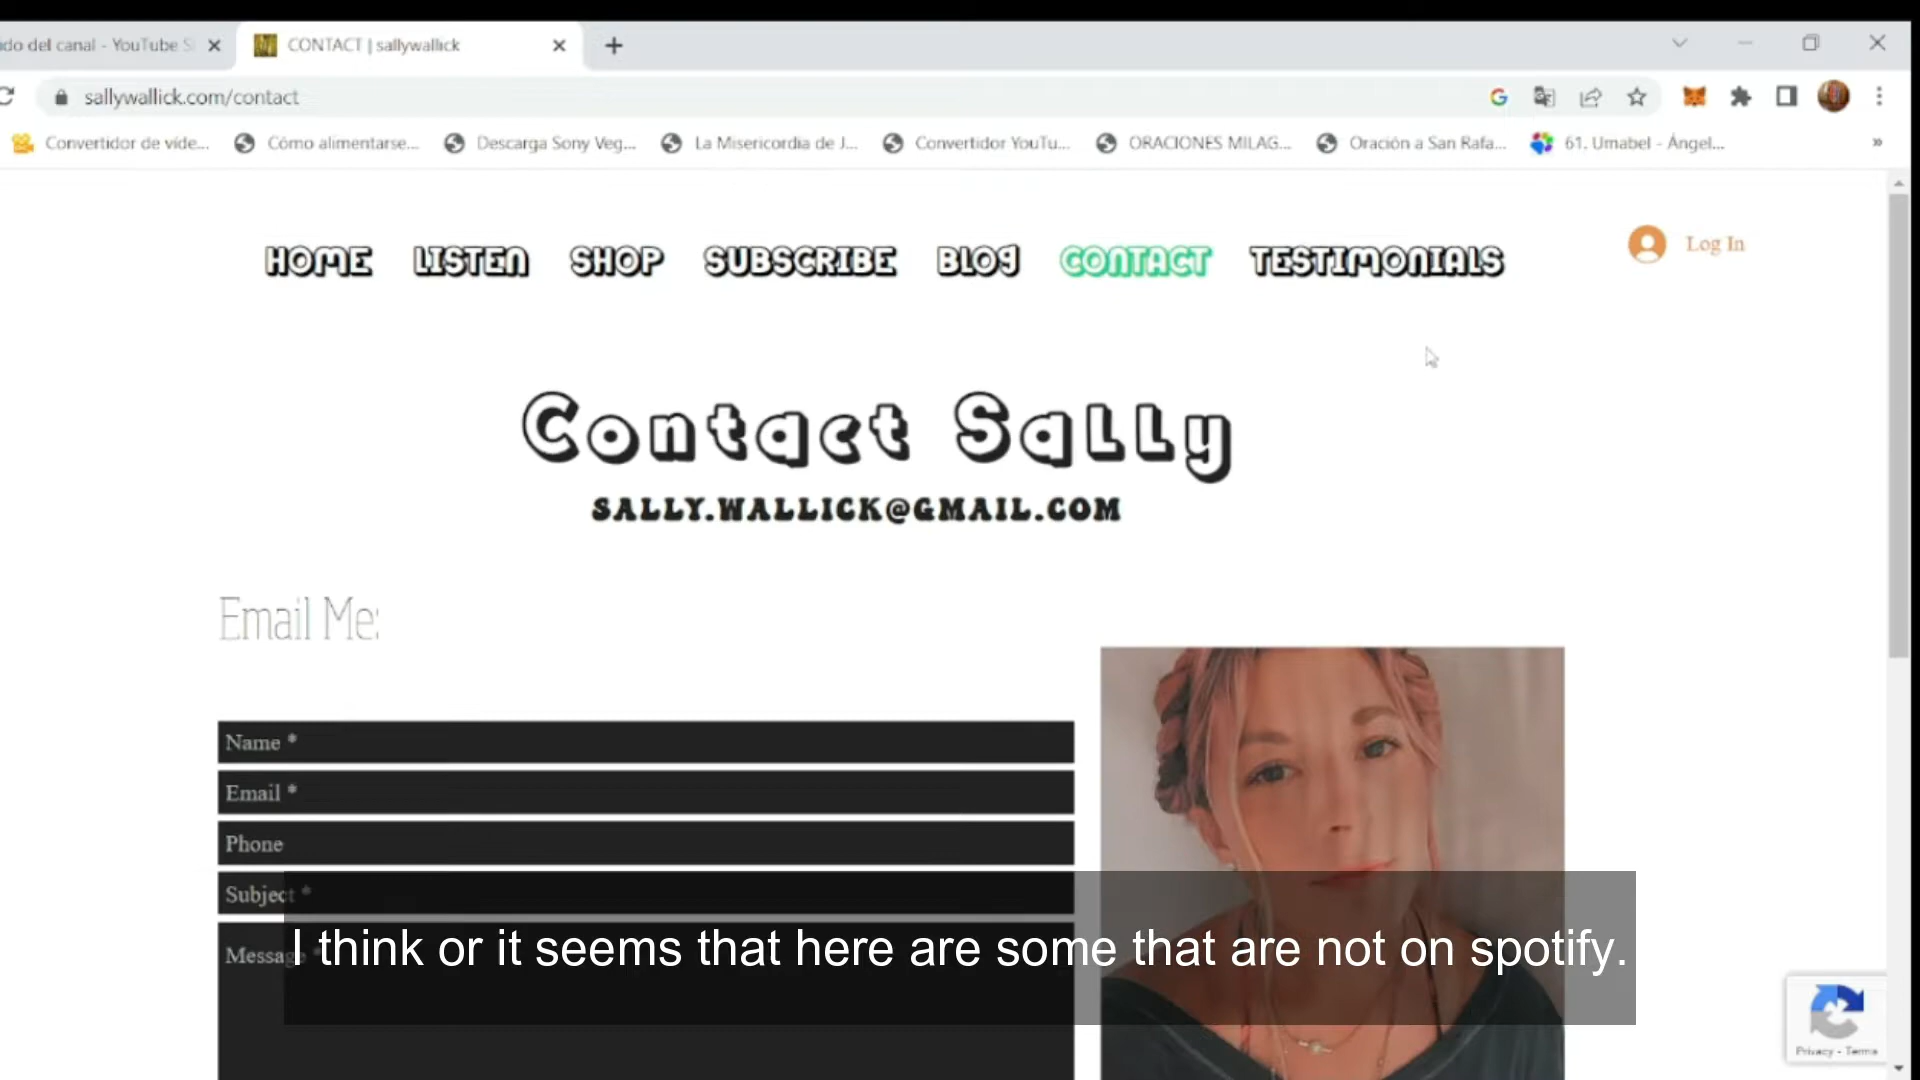 ido del canal - YouTube S
CONTACT | sallywallick
sallywallick.com/contact
Convertidor de víde...
Cómo alimentarse...
Descarga Sony Veg...
La Misericordia de J...
Convertidor YouTu...
ORACIONES MILAG...
Oración a San Rafa...
61. Umabel - Ángel...
»
HOME LISTEN SHOP SUBSCRIBE BLOG CONTACT TESTIMONIALS
Log In
Contact Sally
SALLY.WALLICK@GMAIL.COM
Email Me:
Name *
Email *
Phone
Subject *
Message *
I think or it seems that here are some that are not on spotify.
Privacy - Terms